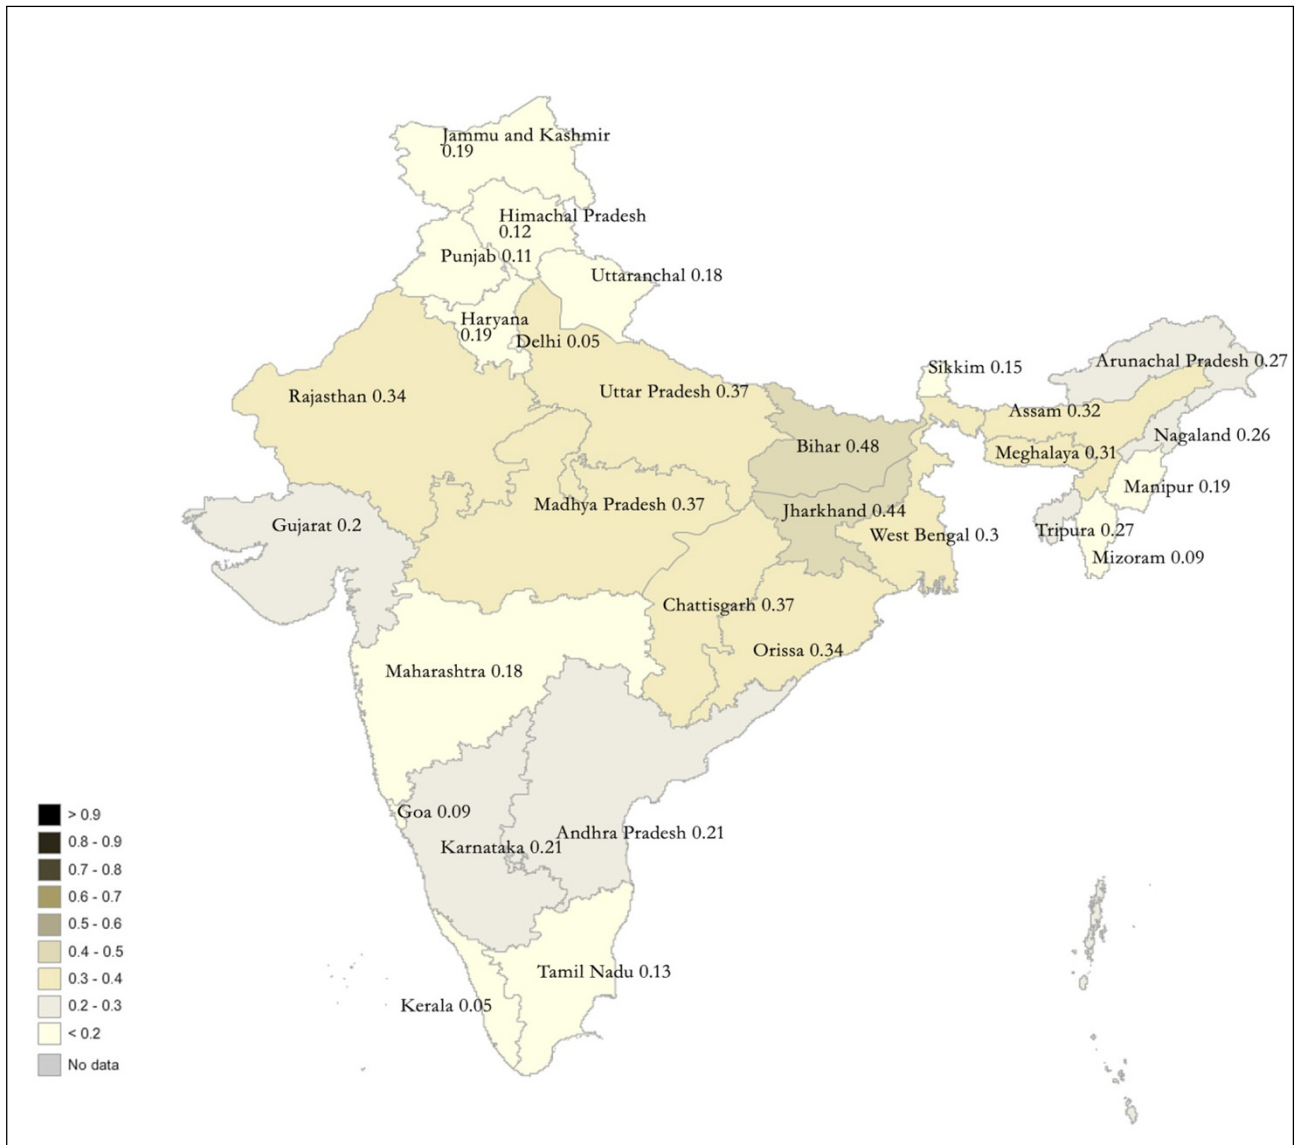 Jammu and Kashmir
0.19
Himachal Pradesh
0.12
Punjab 0.11
Uttaranchal 0.18
Haryana
0.19
Delhi 0.05
Sikkim 0.15
Arunachal Pradesh 0.27
Rajasthan 0.34
Uttar Pradesh 0.37
Assam 0.32
Nagaland 0.26
Bihar 0.48
Meghalaya 0.31
Manipur 0.19
Madhya Pradesh 0.37
Jharkhand 0.44
Gujarat 0.2
West Bengal 0.3
Tripura 0.27
Mizoram 0.09
Chattisgarh 0.37
Orissa 0.34
Maharashtra 0.18
Goa 0.09
Andhra Pradesh 0.21
Karnataka 0.21
Tamil Nadu 0.13
Kerala 0.05
> 0.9
0.8 - 0.9
0.7 - 0.8
0.6 - 0.7
0.5 - 0.6
0.4 - 0.5
0.3 - 0.4
0.2 - 0.3
< 0.2
No data